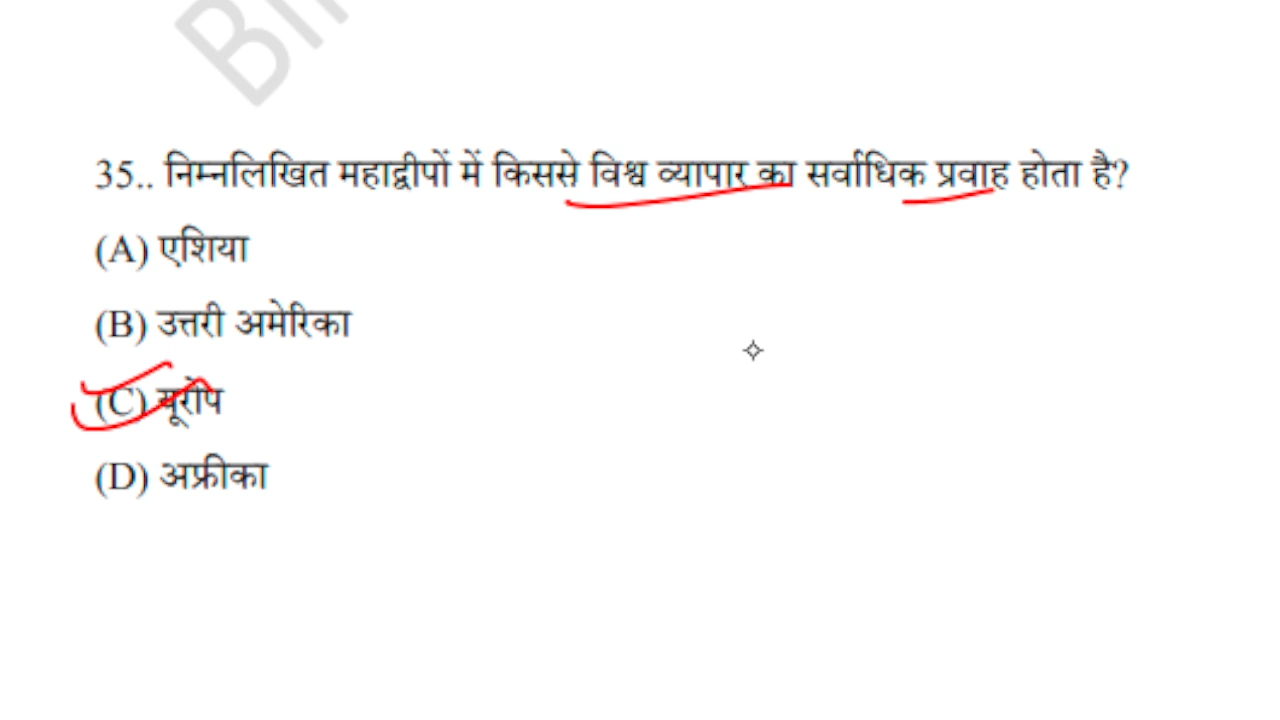 35.. निम्नलिखित महाद्वीपों में किससे विश्व व्यापार का सर्वाधिक प्रवाह होता है?
(A) एशिया
(B) उत्तरी अमेरिका
(C) यूरोप
(D) अफ्रीका